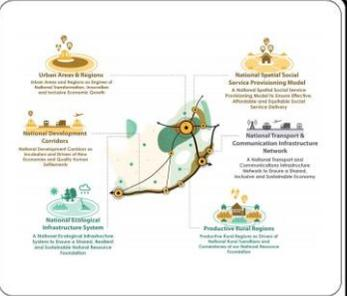 Urban Areas & Regions
Urban Areas and Regions as Engines of
National Transformation, Innovation
and Inclusive Economic Growth
National Development
Corridors
National Development Corridors as
Incubators and Drivers of New
Economies and Quality Human
Settlements
National Ecological
Infrastructure System
A National Ecological Infrastructure
System to Ensure a Shared, Resilient
and Sustainable Natural Resource
Foundation
National Spatial Social
Service Provisioning Model
A National Spatial Social Service
Provisioning Model to Ensure Effective,
Affordable and Equitable Social
Service Delivery
National Transport &
Communication Infrastructure
Network
A National Transport and
Communications Infrastructure
Network to Ensure a Shared,
Inclusive and Sustainable Economy
Productive Rural Regions
Productive Rural Regions as Drivers of
National Rural Transitions and
Cornerstones of our National Resource
Foundation